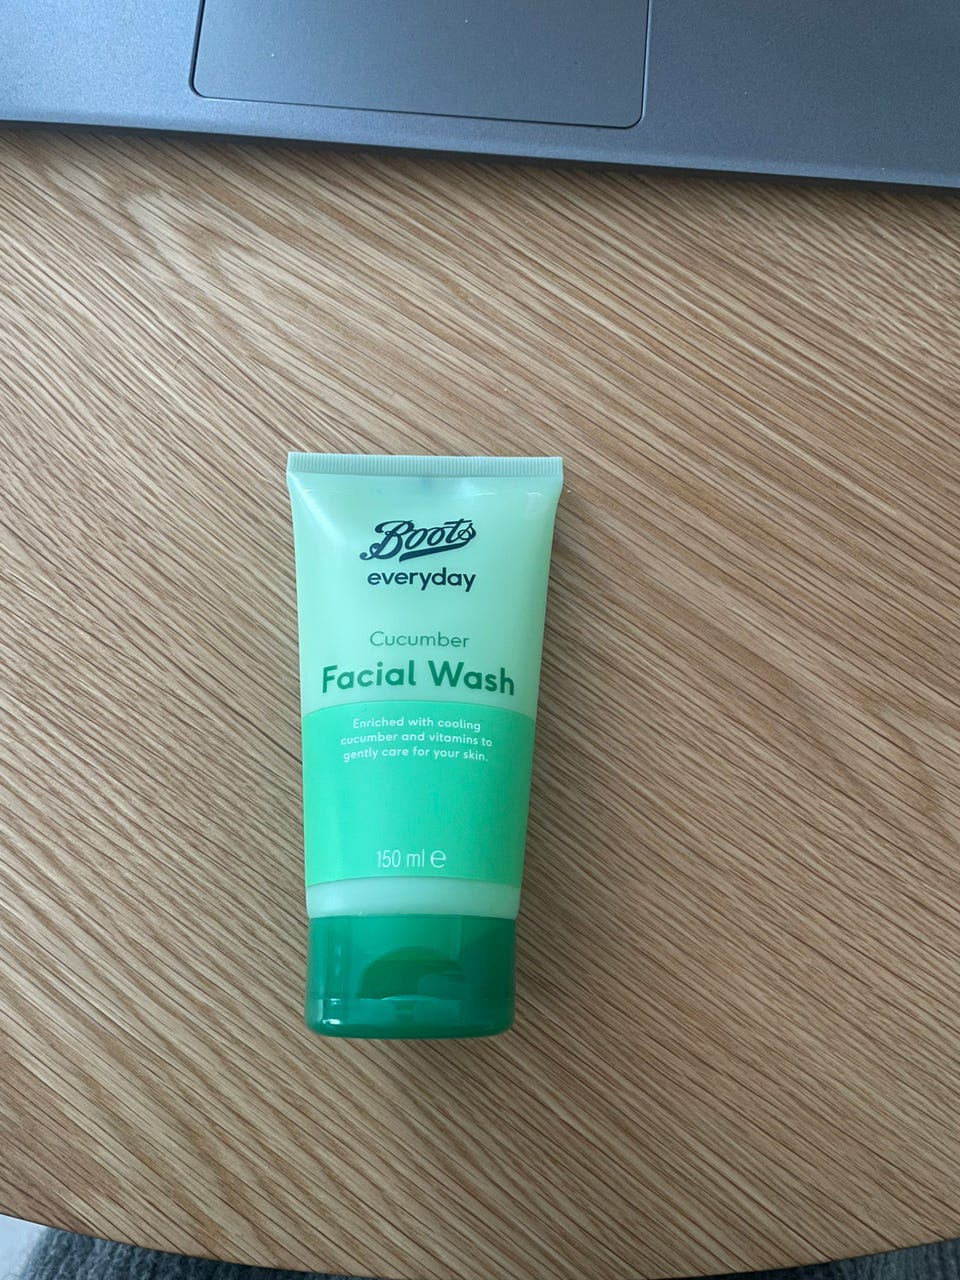 Boots
everyday
Cucumber
Facial Wash
Enriched with cooling
cucumber and vitamins to
gently care for your skin.
150 ml ℮